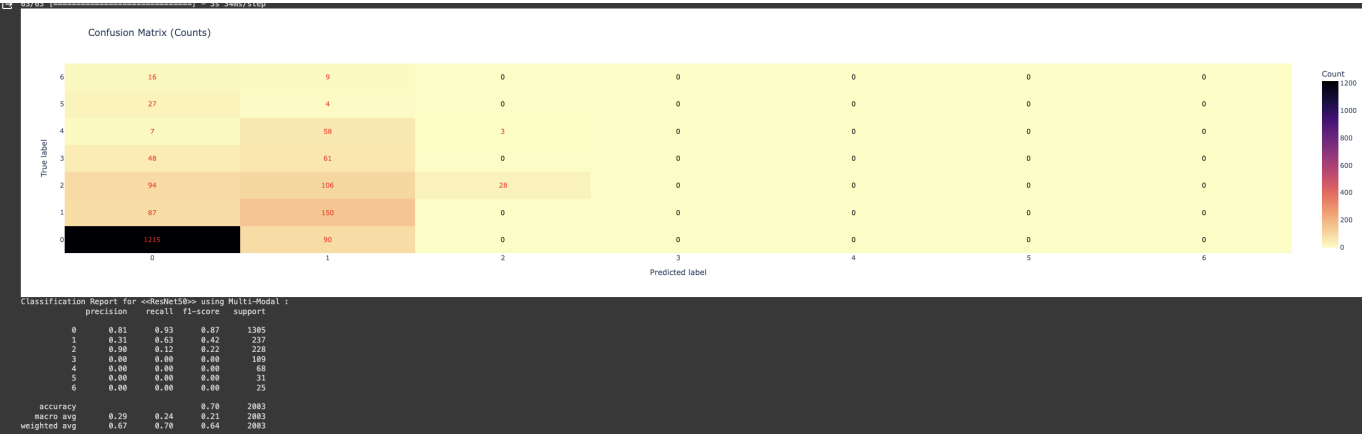 63/63 [==============================] - 3s 34ms/step
Confusion Matrix (Counts)
Count
6 16 9 0 0 0 0 0
5 27 4 0 0 0 0 0
4 7 58 3 0 0 0 0
3 48 61 0 0 0 0 0
2 94 106 28 0 0 0 0
1 87 150 0 0 0 0 0
0 1215 90 0 0 0 0 0
0 1 2 3 4 5 6
True label
Predicted label
1200
1000
800
600
400
200
0
Classification Report for <<ResNet50>> using Multi-Modal :
precision recall f1-score support
0 0.81 0.93 0.87 1305
1 0.31 0.63 0.42 237
2 0.90 0.12 0.22 228
3 0.00 0.00 0.00 109
4 0.00 0.00 0.00 68
5 0.00 0.00 0.00 31
6 0.00 0.00 0.00 25
accuracy 0.70 2003
macro avg 0.29 0.24 0.21 2003
weighted avg 0.67 0.70 0.64 2003